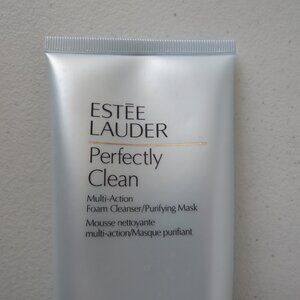 ESTĒE
LAUDER
Perfectly
Clean
Multi-Action
Foam Cleanser/Purifying Mask
Mousse nettoyante
multi-action/Masque purifiant